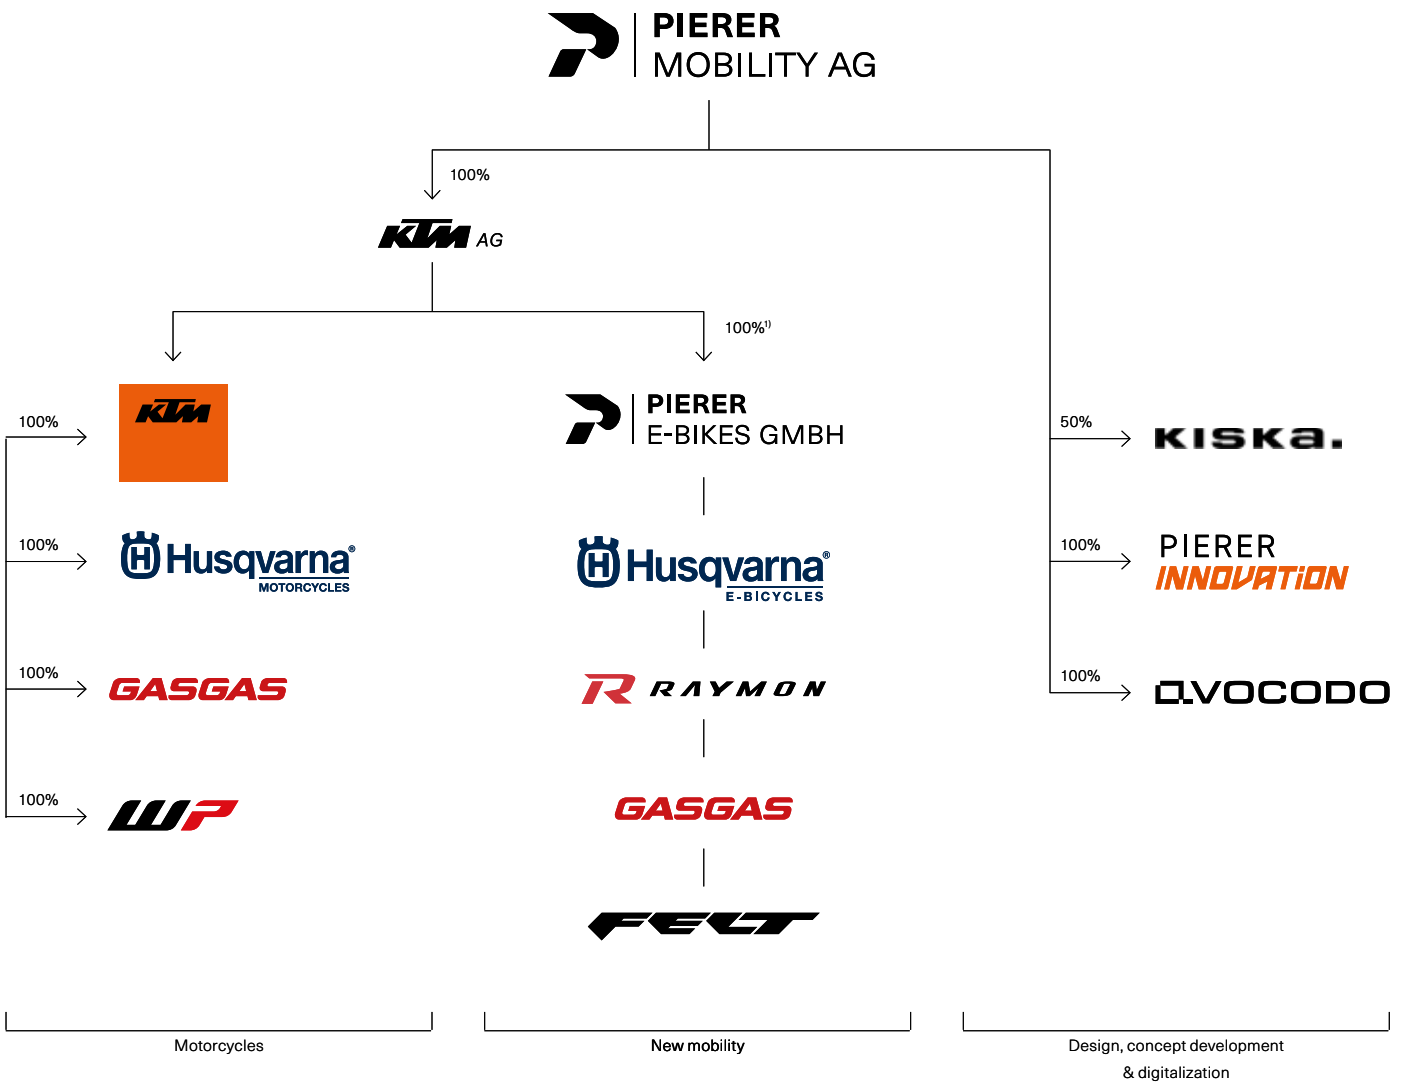 PIERER
MOBILITY AG
100%
KTM AG
100%¹⁾
100%
KTM
100%
Husqvarna®
MOTORCYCLES
100%
GASGAS
100%
WP
PIERER
E-BIKES GMBH
Husqvarna®
E-BICYCLES
R RAYMON
GASGAS
FELT
50%
KISKA.
100%
PIERER
INNOVATION
100%
AVOCODO
Motorcycles
New mobility
Design, concept development
& digitalization